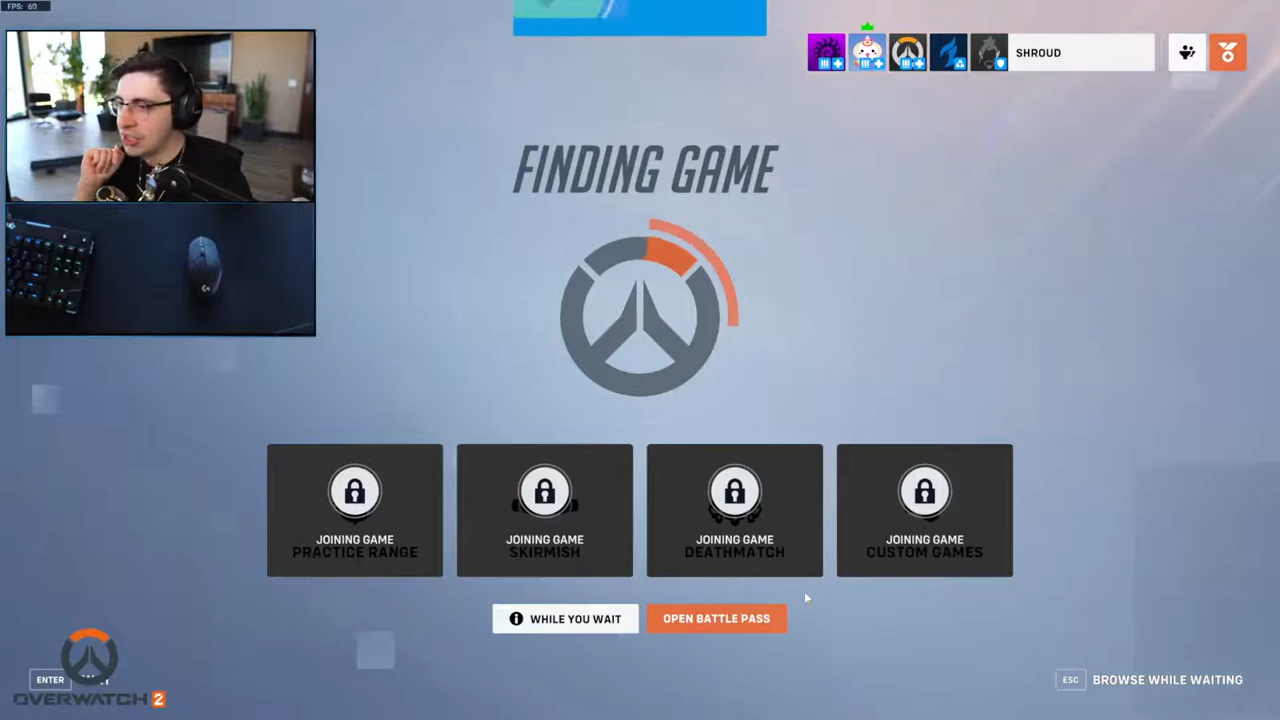 FPS: 60
SHROUD
FINDING GAME
JOINING GAME
PRACTICE RANGE
JOINING GAME
SKIRMISH
JOINING GAME
DEATHMATCH
JOINING GAME
CUSTOM GAMES
WHILE YOU WAIT
OPEN BATTLE PASS
ENTER
OVERWATCH 2
ESC
BROWSE WHILE WAITING